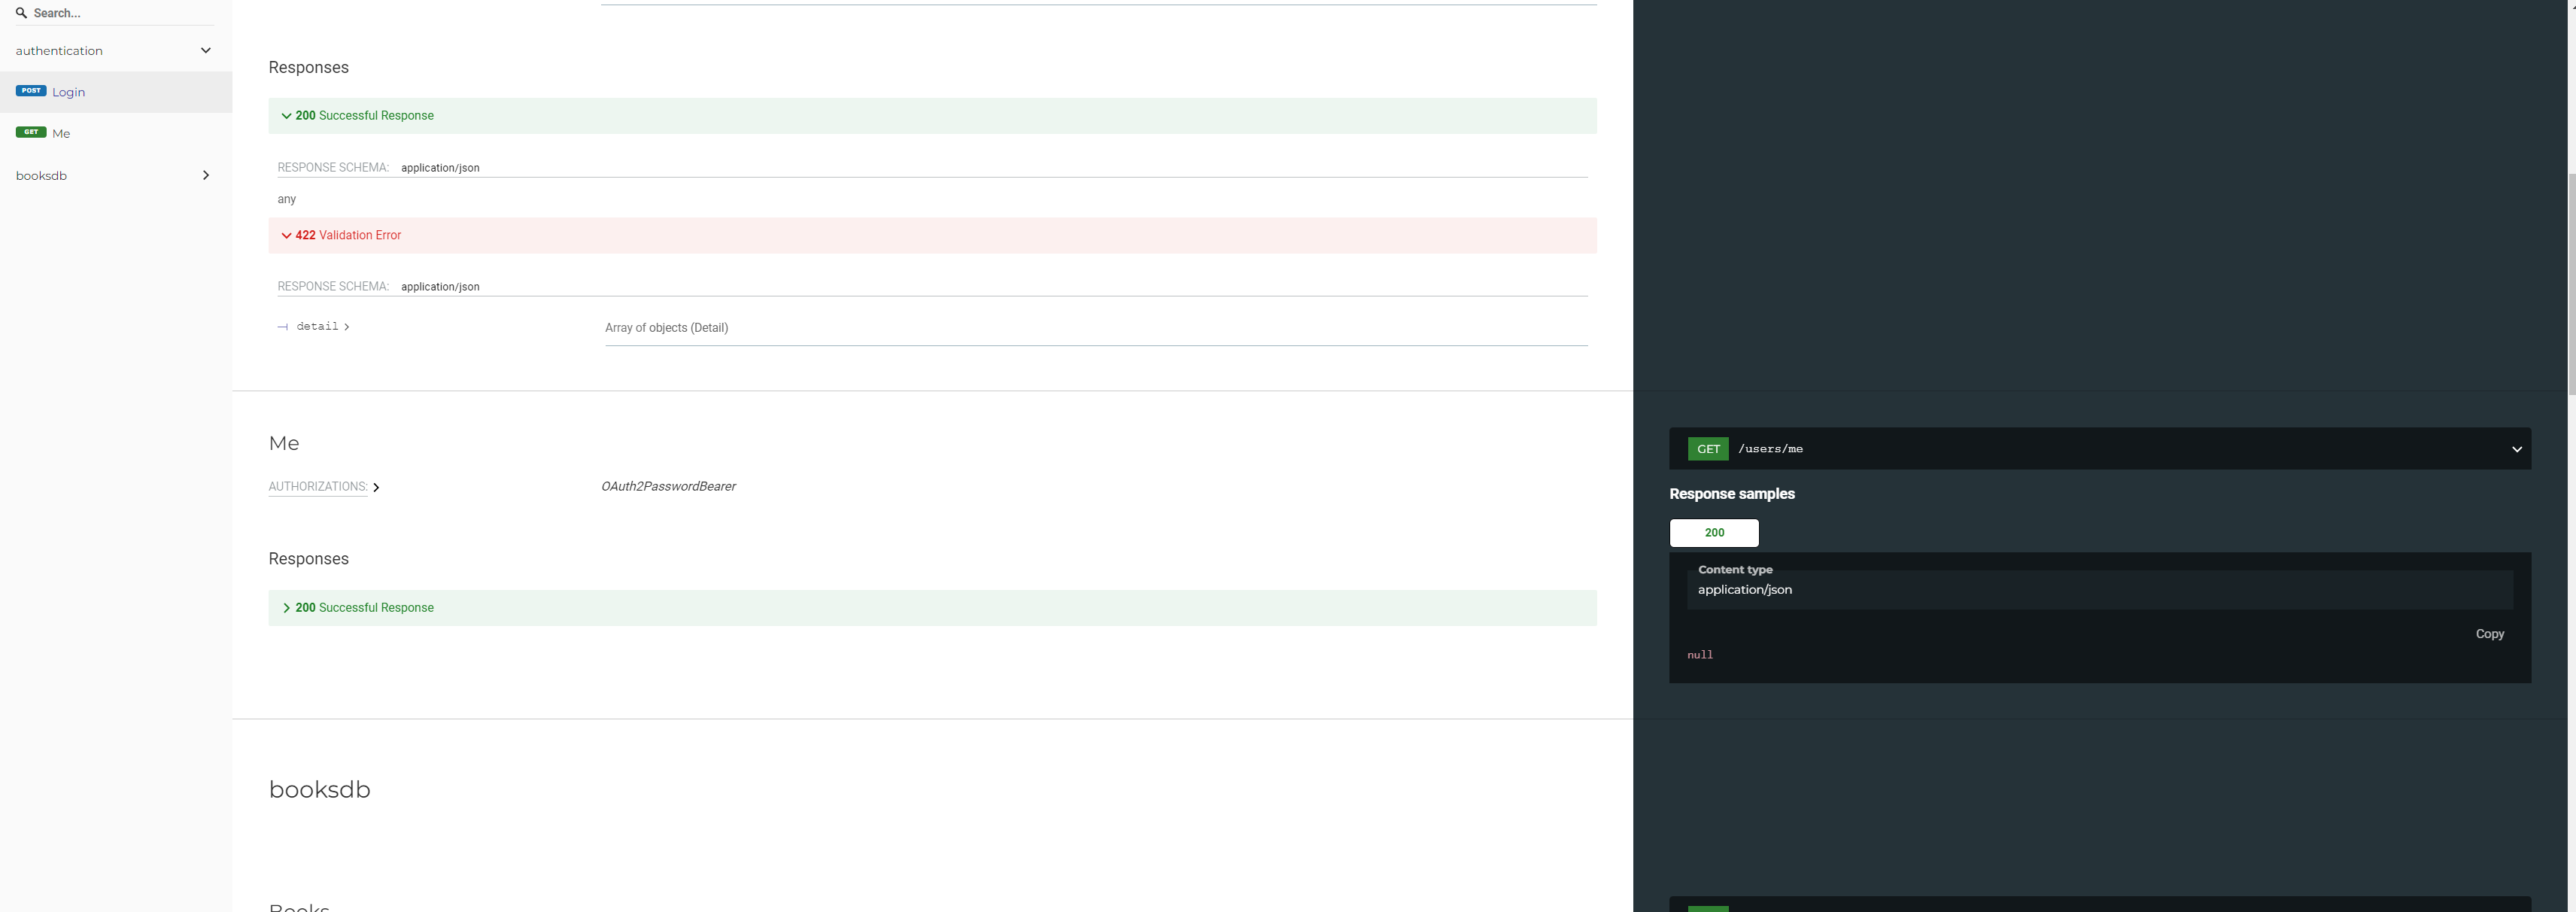 Search...
authentication
POST Login
GET Me
booksdb
Responses
200 Successful Response
RESPONSE SCHEMA: application/json
any
422 Validation Error
RESPONSE SCHEMA: application/json
detail
Array of objects (Detail)
Me
AUTHORIZATIONS:
OAuth2PasswordBearer
Responses
200 Successful Response
GET /users/me
Response samples
200
Content type
application/json
Copy
null
booksdb
Books